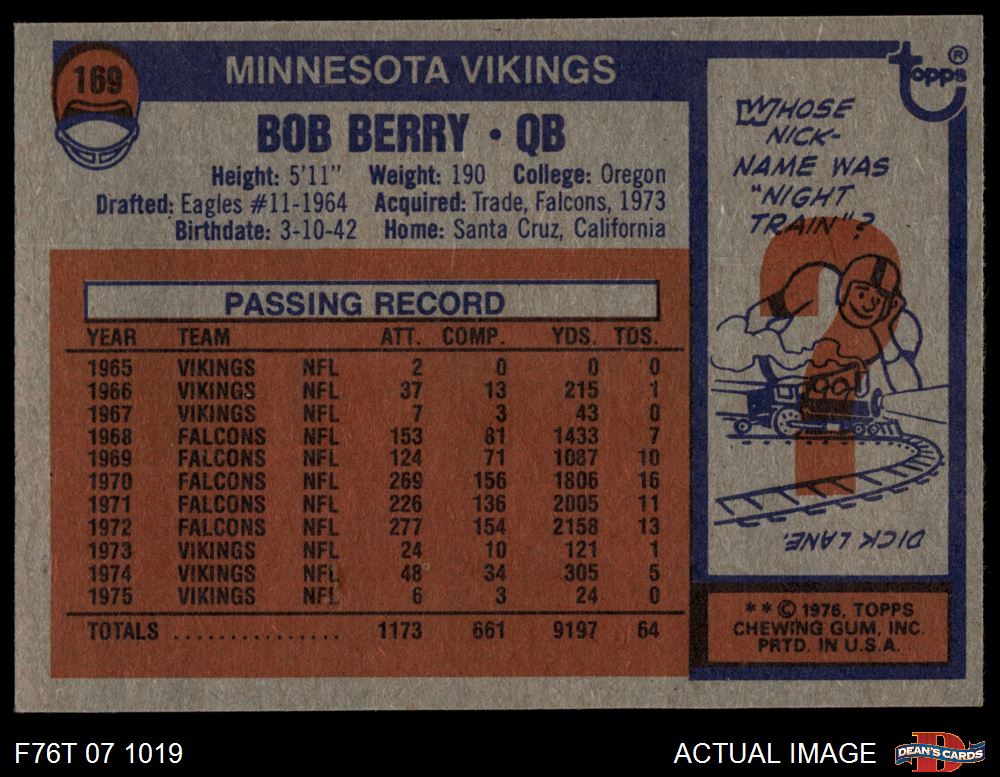 169
MINNESOTA VIKINGS
BOB BERRY • QB
Height: 5'11" Weight: 190 College: Oregon
Drafted: Eagles #11-1964 Acquired: Trade, Falcons, 1973
Birthdate: 3-10-42 Home: Santa Cruz, California
PASSING RECORD
YEAR TEAM ATT. COMP. YDS. TDS.
1965 VIKINGS NFL 2 0 0 0
1966 VIKINGS NFL 37 13 215 1
1967 VIKINGS NFL 7 3 43 0
1968 FALCONS NFL 153 81 1433 7
1969 FALCONS NFL 124 71 1087 10
1970 FALCONS NFL 269 156 1806 16
1971 FALCONS NFL 226 136 2005 11
1972 FALCONS NFL 277 154 2158 13
1973 VIKINGS NFL 24 10 121 1
1974 VIKINGS NFL 48 34 305 5
1975 VIKINGS NFL 6 3 24 0
TOTALS ............... 1173 661 9197 64
topps ®
WHOSE
NICK-
NAME WAS
"NIGHT
TRAIN"?
?
DICK LANE.
* * © 1976, TOPPS
CHEWING GUM, INC.
PRTD. IN U.S.A.
F76T 07 1019
ACTUAL IMAGE
D
DEAN'S CARDS